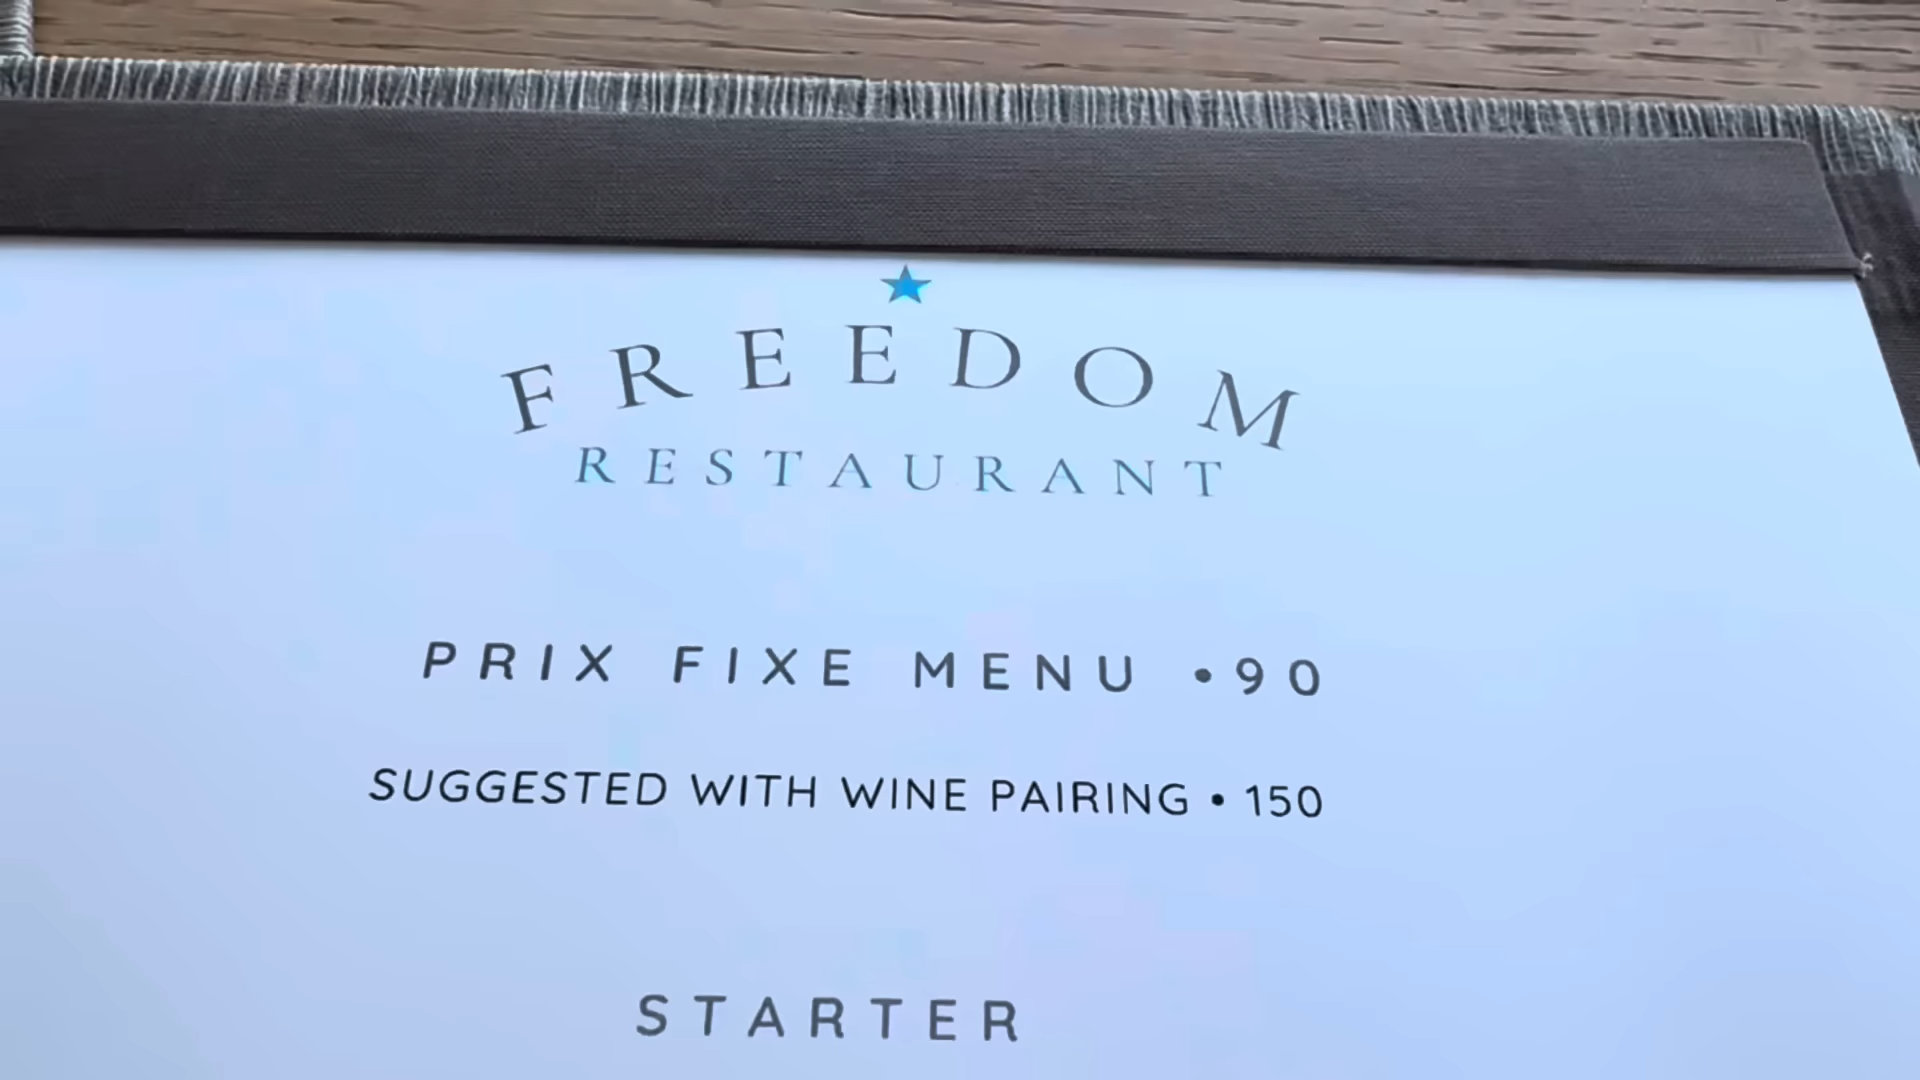 FREEDOM
RESTAURANT
PRIX FIXE MENU •90
SUGGESTED WITH WINE PAIRING • 150
STARTER